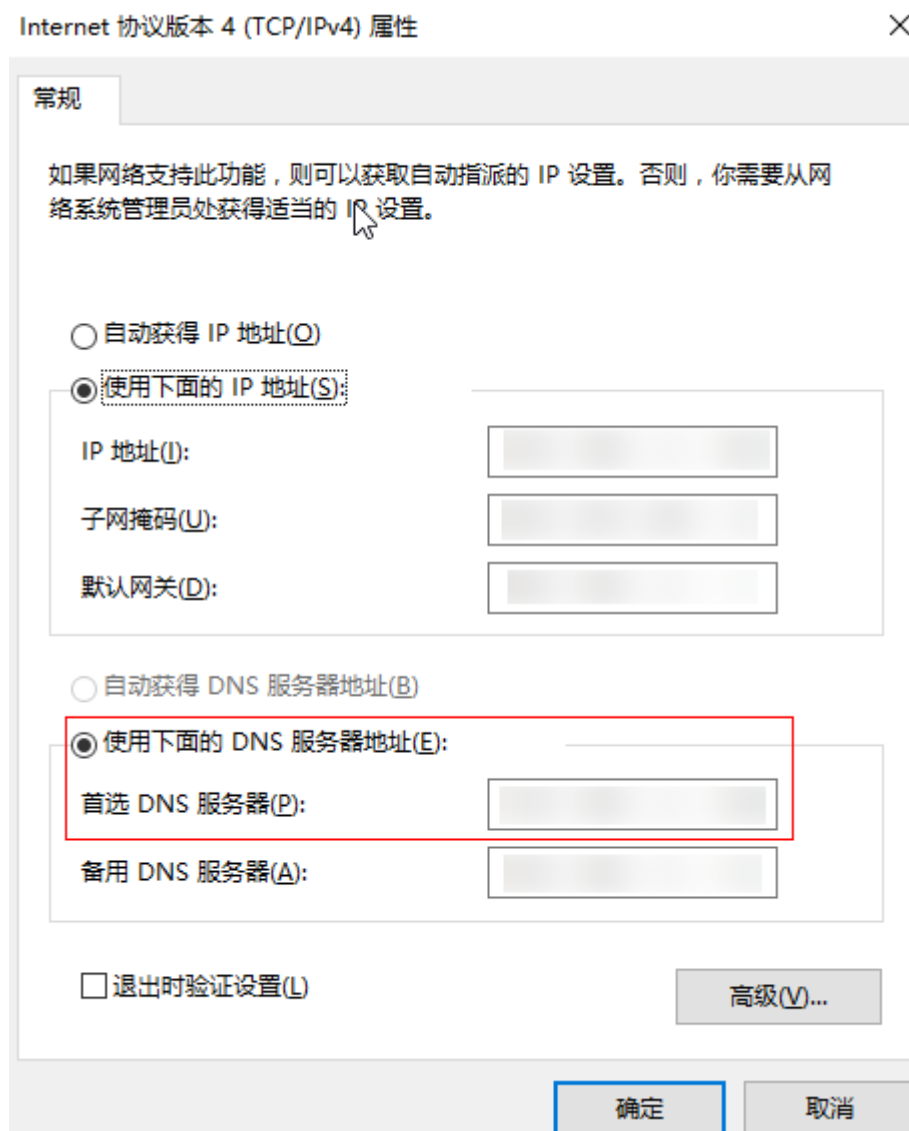 Internet 协议版本 4 (TCP/IPv4) 属性
常规
如果网络支持此功能，则可以获取自动指派的 IP 设置。否则，你需要从网
络系统管理员处获得适当的 IP 设置。
自动获得 IP 地址(O)
使用下面的 IP 地址(S):
IP 地址(I):
子网掩码(U):
默认网关(D):
自动获得 DNS 服务器地址(B)
使用下面的 DNS 服务器地址(E):
首选 DNS 服务器(P):
备用 DNS 服务器(A):
退出时验证设置(L)
高级(V)...
确定
取消